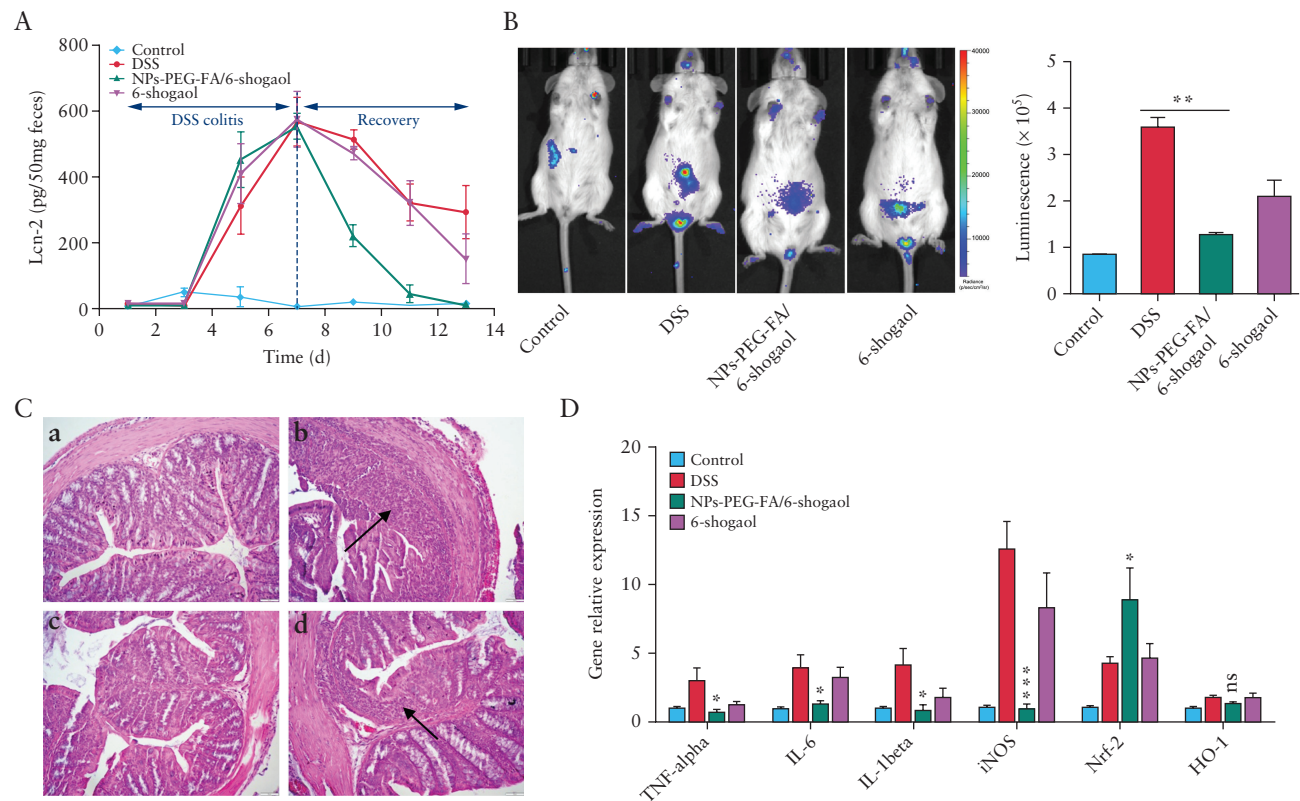 A
800
600
400
200
0
Lcn-2 (pg/50mg feces)
Control
DSS
NPs-PEG-FA/6-shogaol
6-shogaol
DSS colitis
Recovery
0 2 4 6 8 10 12 14
Time (d)
B
40000
30000
20000
10000
Radiance
(p/sec/cm²/sr)
Control
DSS
NPs-PEG-FA/
6-shogaol
6-shogaol
5
4
3
2
1
0
Luminescence (× 10⁵)
**
Control
DSS
NPs-PEG-FA/
6-shogaol
6-shogaol
C
a
b
c
d
D
20
15
10
5
0
Gene relative expression
Control
DSS
NPs-PEG-FA/6-shogaol
6-shogaol
*
*
*
***
*
ns
TNF-alpha
IL-6
IL-1beta
iNOS
Nrf-2
HO-1